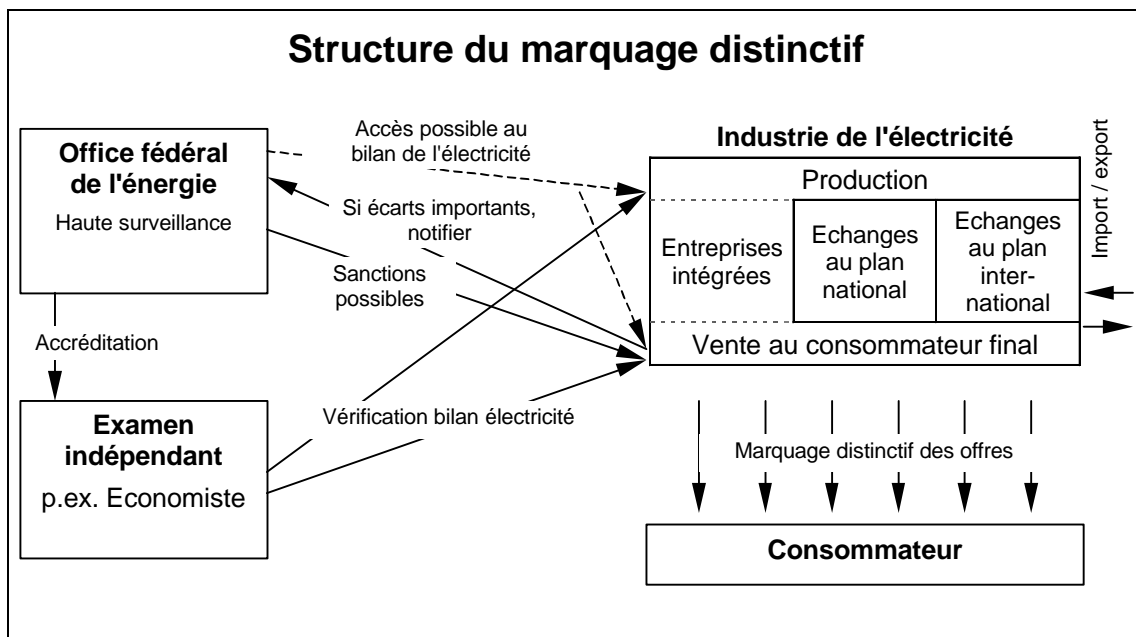 Structure du marquage distinctif
Office fédéral
de l'énergie
Haute surveillance
Accès possible au
bilan de l'électricité
Si écarts importants,
notifier
Sanctions
possibles
Accréditation
Examen
indépendant
p.ex. Economiste
Vérification bilan électricité
Industrie de l'électricité
Production
Entreprises
intégrées
Echanges
au plan
national
Echanges
au plan
inter-
national
Vente au consommateur final
Import / export
Marquage distinctif des offres
Consommateur